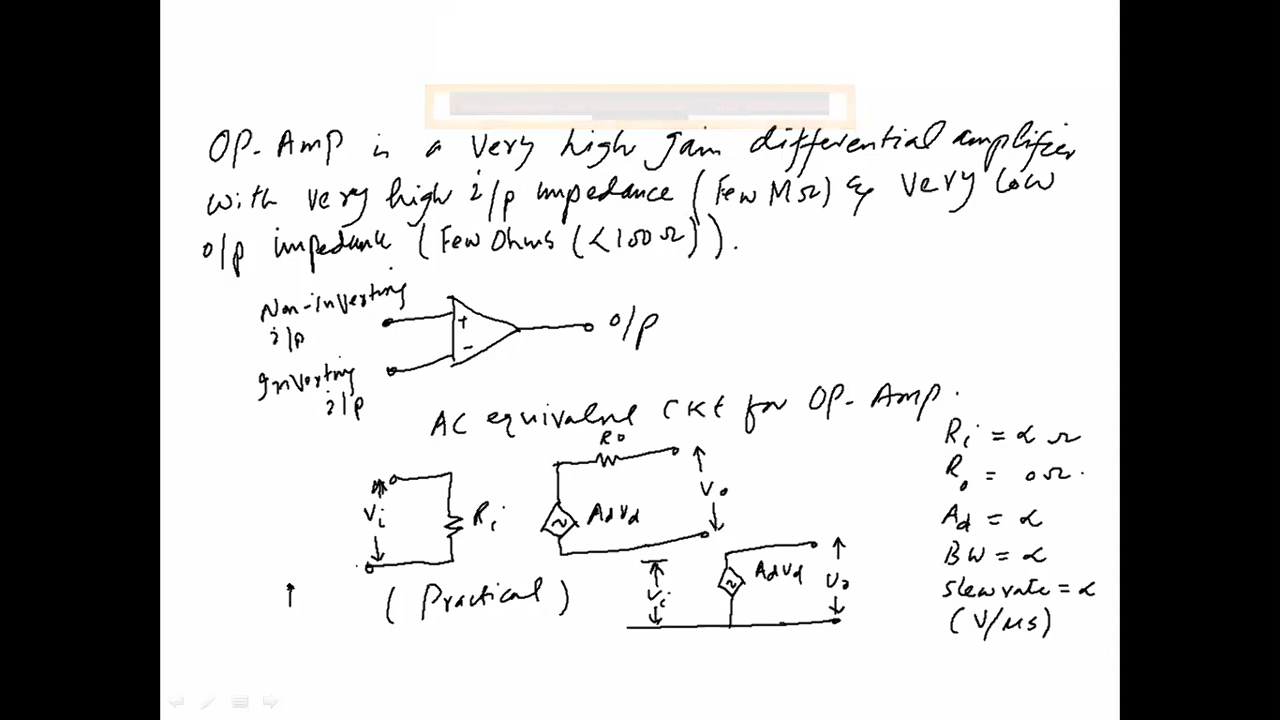 OP-Amp is a very high gain differential amplifier
with very high i/p impedance (Few MΩ) & very low
o/p impedance (Few Ohms (<100Ω)).
Non-inverting
i/p
+
-
o/p
Inverting
i/p
AC equivalent CKt for OP-Amp.
Vi
Ri
Ro
AdVd
Vo
(Practical)
Vi
AdVd
Vo
Ri = ∝ Ω
Ro = 0Ω.
Ad = ∝
BW = ∝
Slew rate = ∝
(V/μs)